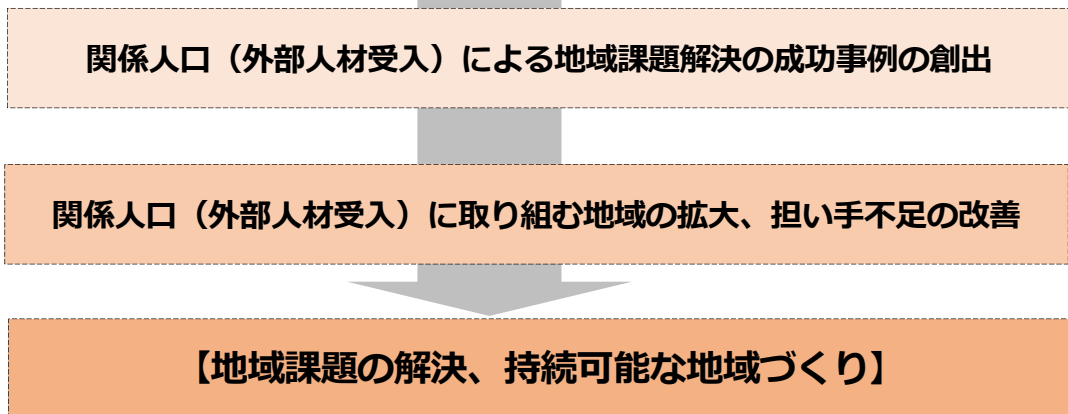 関係人口（外部人材受入）による地域課題解決の成功事例の創出
関係人口（外部人材受入）に取り組む地域の拡大、担い手不足の改善
【地域課題の解決、持続可能な地域づくり】